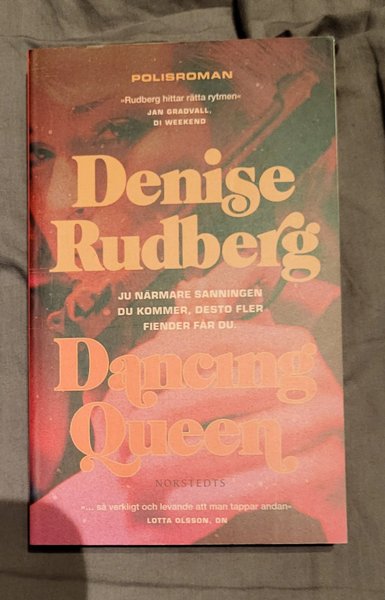 POLISROMAN
»Rudberg hittar rätta rytmen«
JAN GRADVALL,
DI WEEKEND
Denise
Rudberg
JU NÄRMARE SANNINGEN
DU KOMMER, DESTO FLER
FIENDER FÅR DU.
Dancing
Queen
NORSTEDTS
»... så verkligt och levande att man tappar andan«
LOTTA OLSSON, DN